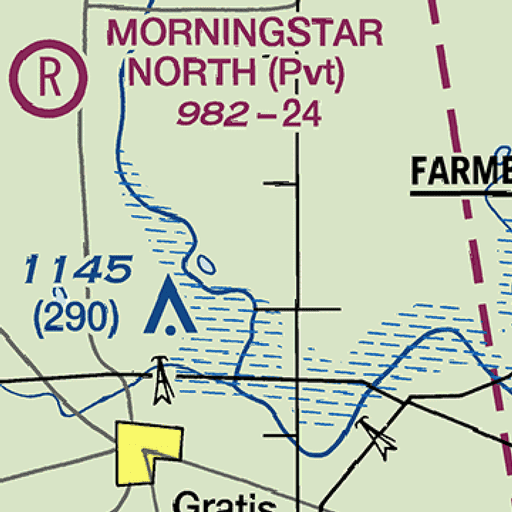 MORNINGSTAR
R
NORTH (Pvt)
982 – 24
FARME
1145
(290)
Gratis